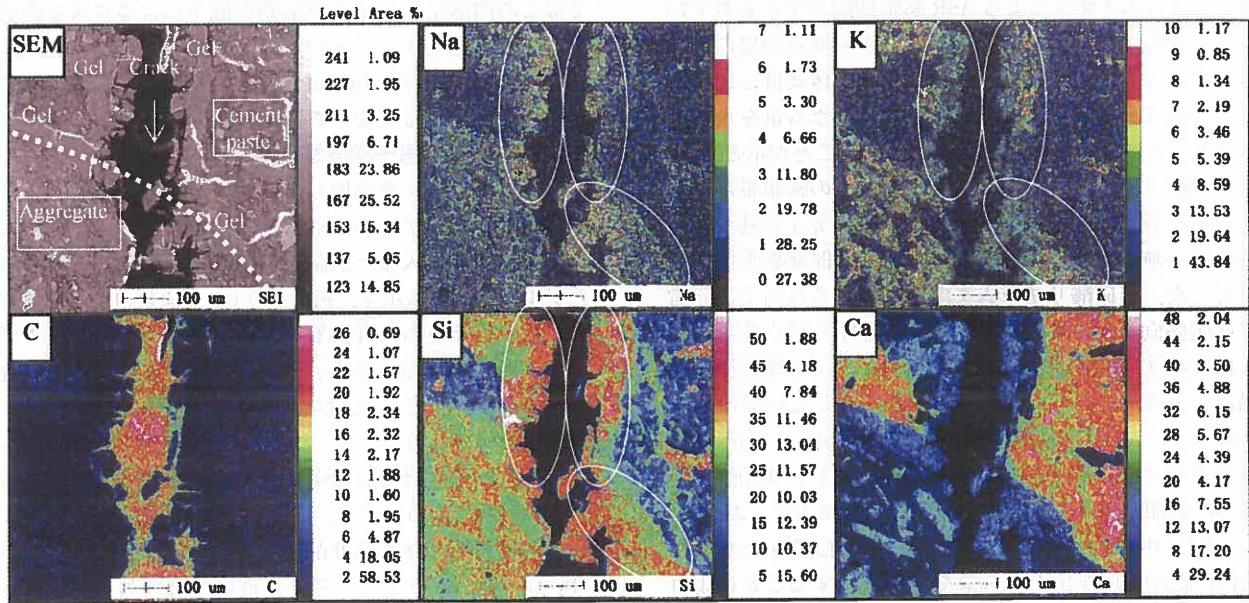 Level Area %
SEM
Gel
Crack
Gel
Gel
Cement
paste
Aggregate
Gel
100 um
SEI
241 1.09
227 1.95
211 3.25
197 6.71
183 23.86
167 25.52
153 15.34
137 5.05
123 14.85
Na
100 um
Na
7 1.11
6 1.73
5 3.30
4 6.66
3 11.80
2 19.78
1 28.25
0 27.38
K
100 um
K
10 1.17
9 0.85
8 1.34
7 2.19
6 3.46
5 5.39
4 8.59
3 13.53
2 19.64
1 43.84
C
100 um
C
26 0.69
24 1.07
22 1.57
20 1.92
18 2.34
16 2.32
14 2.17
12 1.88
10 1.60
8 1.95
6 4.87
4 18.05
2 58.53
Si
100 um
Si
50 1.88
45 4.18
40 7.84
35 11.46
30 13.04
25 11.57
20 10.03
15 12.39
10 10.37
5 15.60
Ca
100 um
Ca
48 2.04
44 2.15
40 3.50
36 4.88
32 6.15
28 5.67
24 4.39
20 4.17
16 7.55
12 13.07
8 17.20
4 29.24